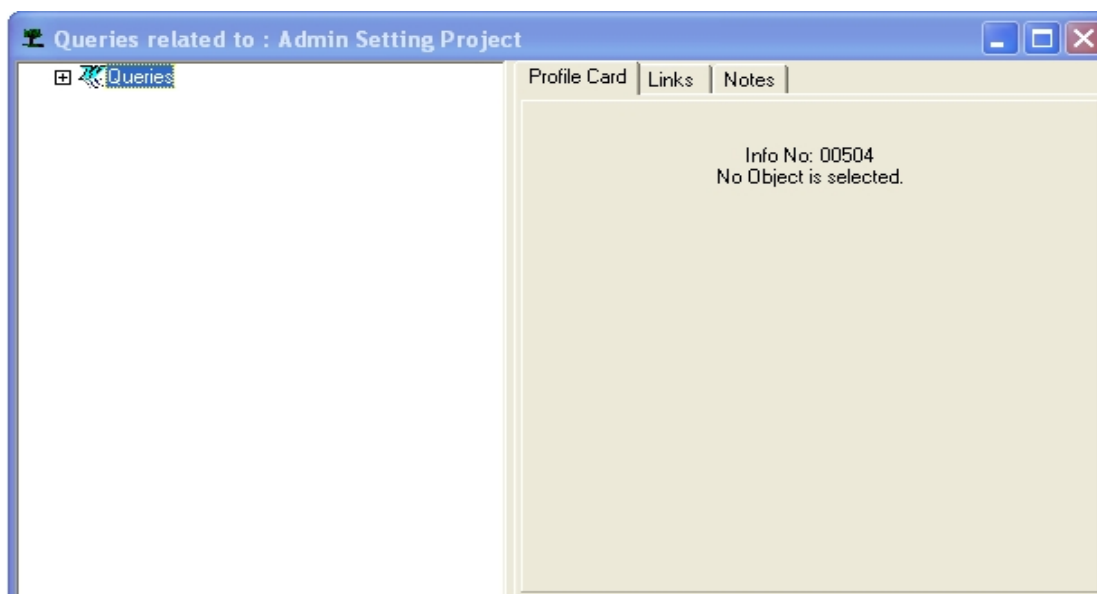 Queries related to : Admin Setting Project
Queries
Profile Card
Links
Notes
Info No: 00504
No Object is selected.